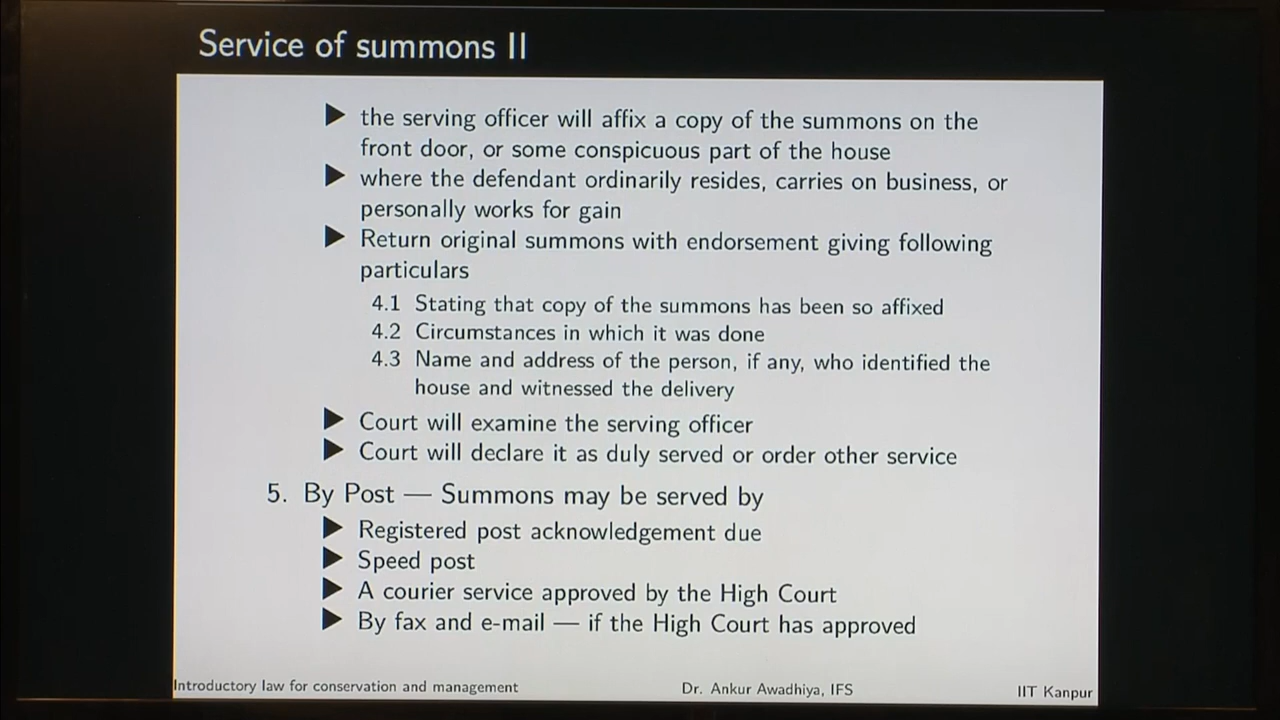 Service of summons II
▶ the serving officer will affix a copy of the summons on the
front door, or some conspicuous part of the house
▶ where the defendant ordinarily resides, carries on business, or
personally works for gain
▶ Return original summons with endorsement giving following
particulars
4.1 Stating that copy of the summons has been so affixed
4.2 Circumstances in which it was done
4.3 Name and address of the person, if any, who identified the
house and witnessed the delivery
▶ Court will examine the serving officer
▶ Court will declare it as duly served or order other service
5. By Post — Summons may be served by
▶ Registered post acknowledgement due
▶ Speed post
▶ A courier service approved by the High Court
▶ By fax and e-mail — if the High Court has approved
Introductory law for conservation and management Dr. Ankur Awadhiya, IFS IIT Kanpur